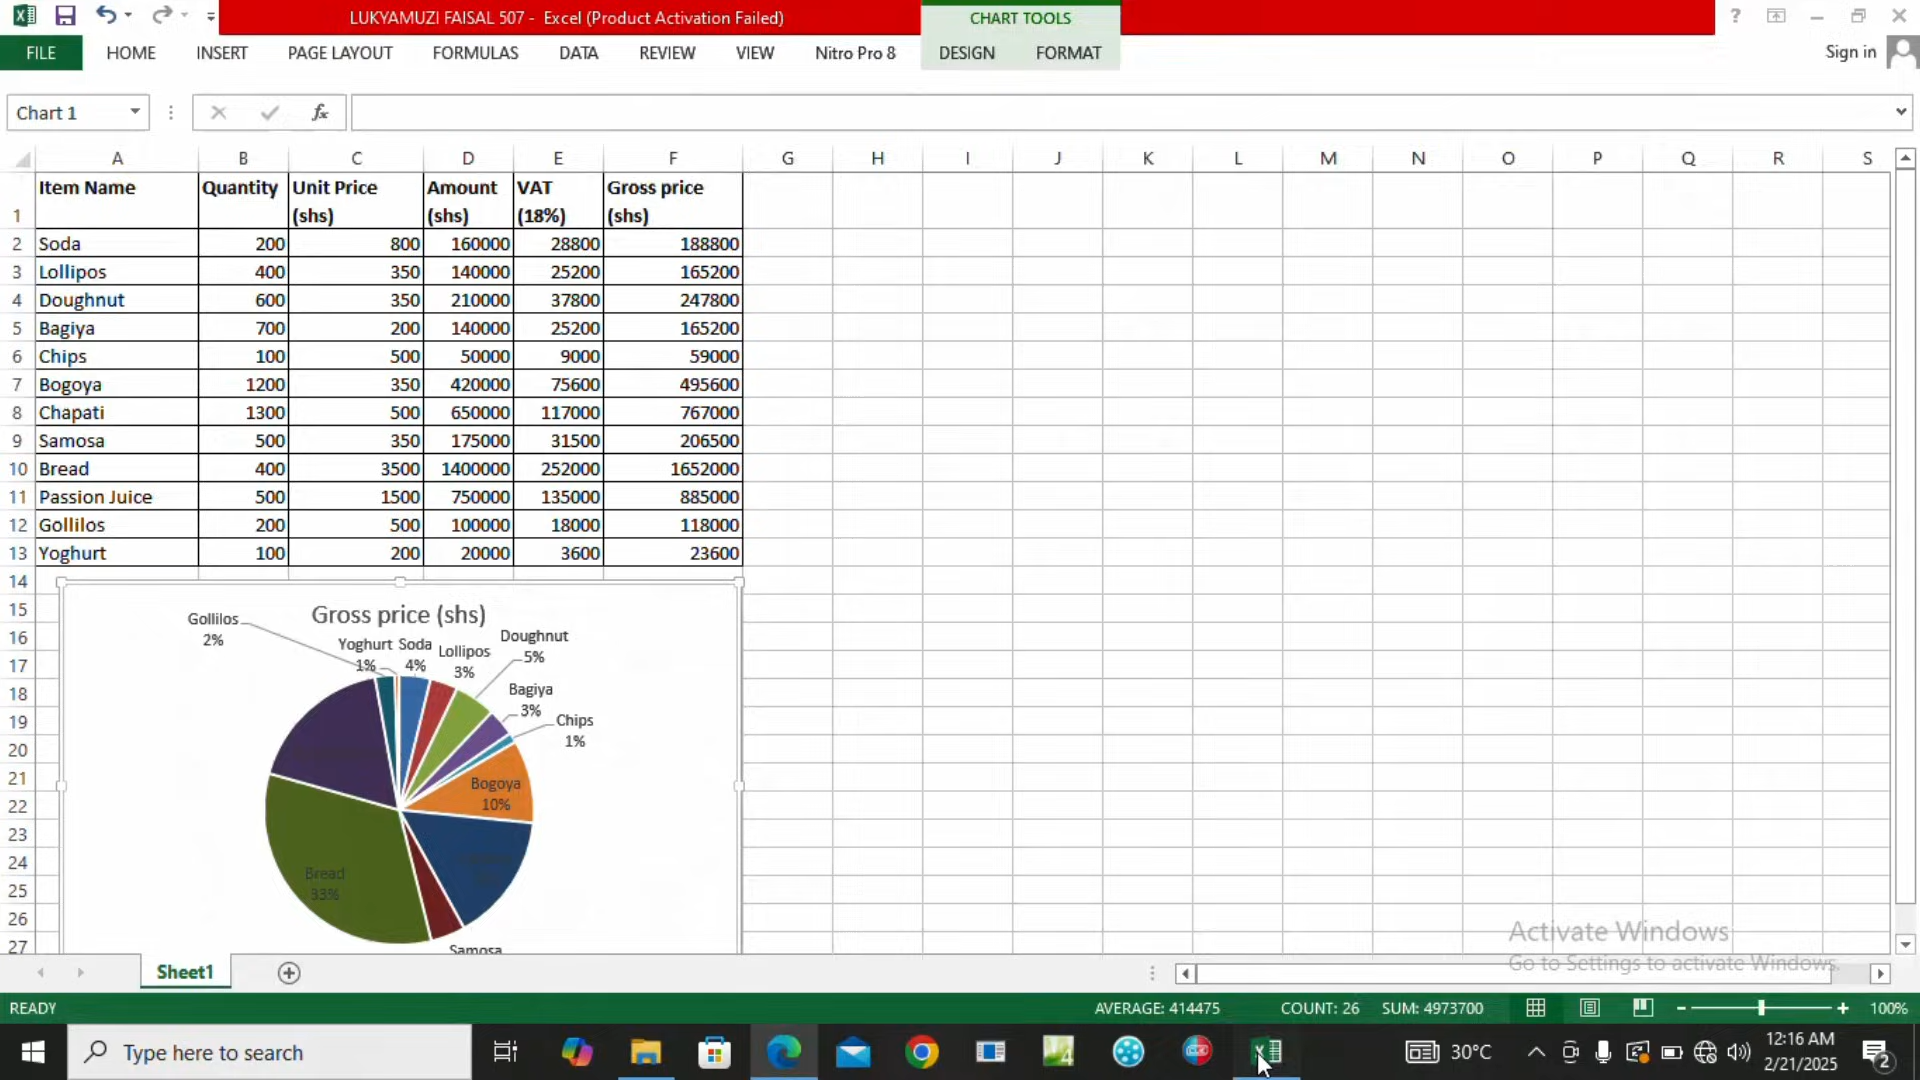 LUKYAMUZI FAISAL 507 - Excel (Product Activation Failed)
CHART TOOLS
?
FILE HOME INSERT PAGE LAYOUT FORMULAS DATA REVIEW VIEW Nitro Pro 8 DESIGN FORMAT Sign in
Chart 1 fx
A B C D E F G H I J K L M N O P Q R S
1 Item Name Quantity Unit Price (shs) Amount (shs) VAT (18%) Gross price (shs)
2 Soda 200 800 160000 28800 188800
3 Lollipos 400 350 140000 25200 165200
4 Doughnut 600 350 210000 37800 247800
5 Bagiya 700 200 140000 25200 165200
6 Chips 100 500 50000 9000 59000
7 Bogoya 1200 350 420000 75600 495600
8 Chapati 1300 500 650000 117000 767000
9 Samosa 500 350 175000 31500 206500
10 Bread 400 3500 1400000 252000 1652000
11 Passion Juice 500 1500 750000 135000 885000
12 Gollilos 200 500 100000 18000 118000
13 Yoghurt 100 200 20000 3600 23600
14
15
16
17
18
19
20
21
22
23
24
25
26
27
Gross price (shs)
Gollilos
2%
Yoghurt
1%
Soda
4%
Lollipos
3%
Doughnut
5%
Bagiya
3%
Chips
1%
Bogoya
10%
Bread
33%
Samosa
Activate Windows
Go to Settings to activate Windows.
Sheet1
READY AVERAGE: 414475 COUNT: 26 SUM: 4973700 100%
Type here to search
30°C
12:16 AM
2/21/2025
2